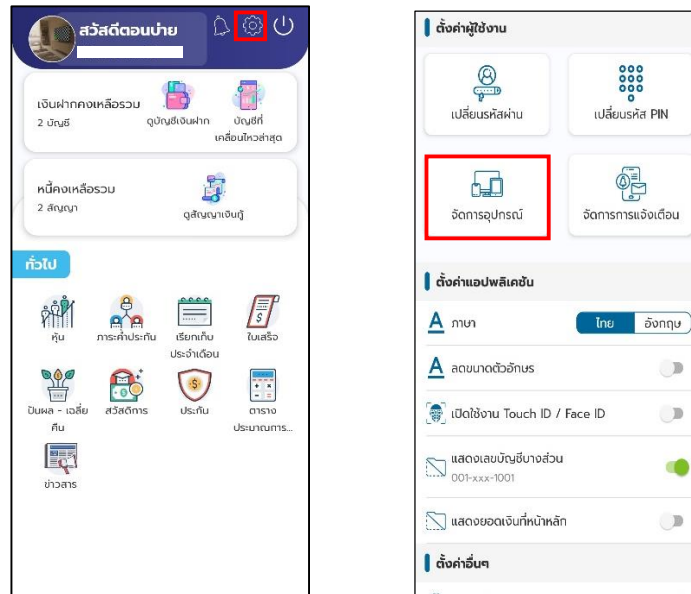 สวัสดีตอนบ่าย
เงินฝากคงเหลือรวม
2 บัญชี
ดูบัญชีเงินฝาก
บัญชีที่
เคลื่อนไหวล่าสุด
หนี้คงเหลือรวม
2 สัญญา
ดูสัญญาเงินกู้
ทั่วไป
หุ้น
ภาระค้ำประกัน
เรียกเก็บ
ประจำเดือน
ใบเสร็จ
ปันผล - เฉลี่ย
คืน
สวัสดิการ
ประกัน
ตาราง
ประมาณการ...
ข่าวสาร
ตั้งค่าผู้ใช้งาน
เปลี่ยนรหัสผ่าน
เปลี่ยนรหัส PIN
จัดการอุปกรณ์
จัดการการแจ้งเตือน
ตั้งค่าแอปพลิเคชัน
A ภาษา
ไทย
อังกฤษ
A ลดขนาดตัวอักษร
เปิดใช้งาน Touch ID / Face ID
แสดงเลขบัญชีบางส่วน
001-xxx-1001
แสดงยอดเงินที่หน้าหลัก
ตั้งค่าอื่นๆ